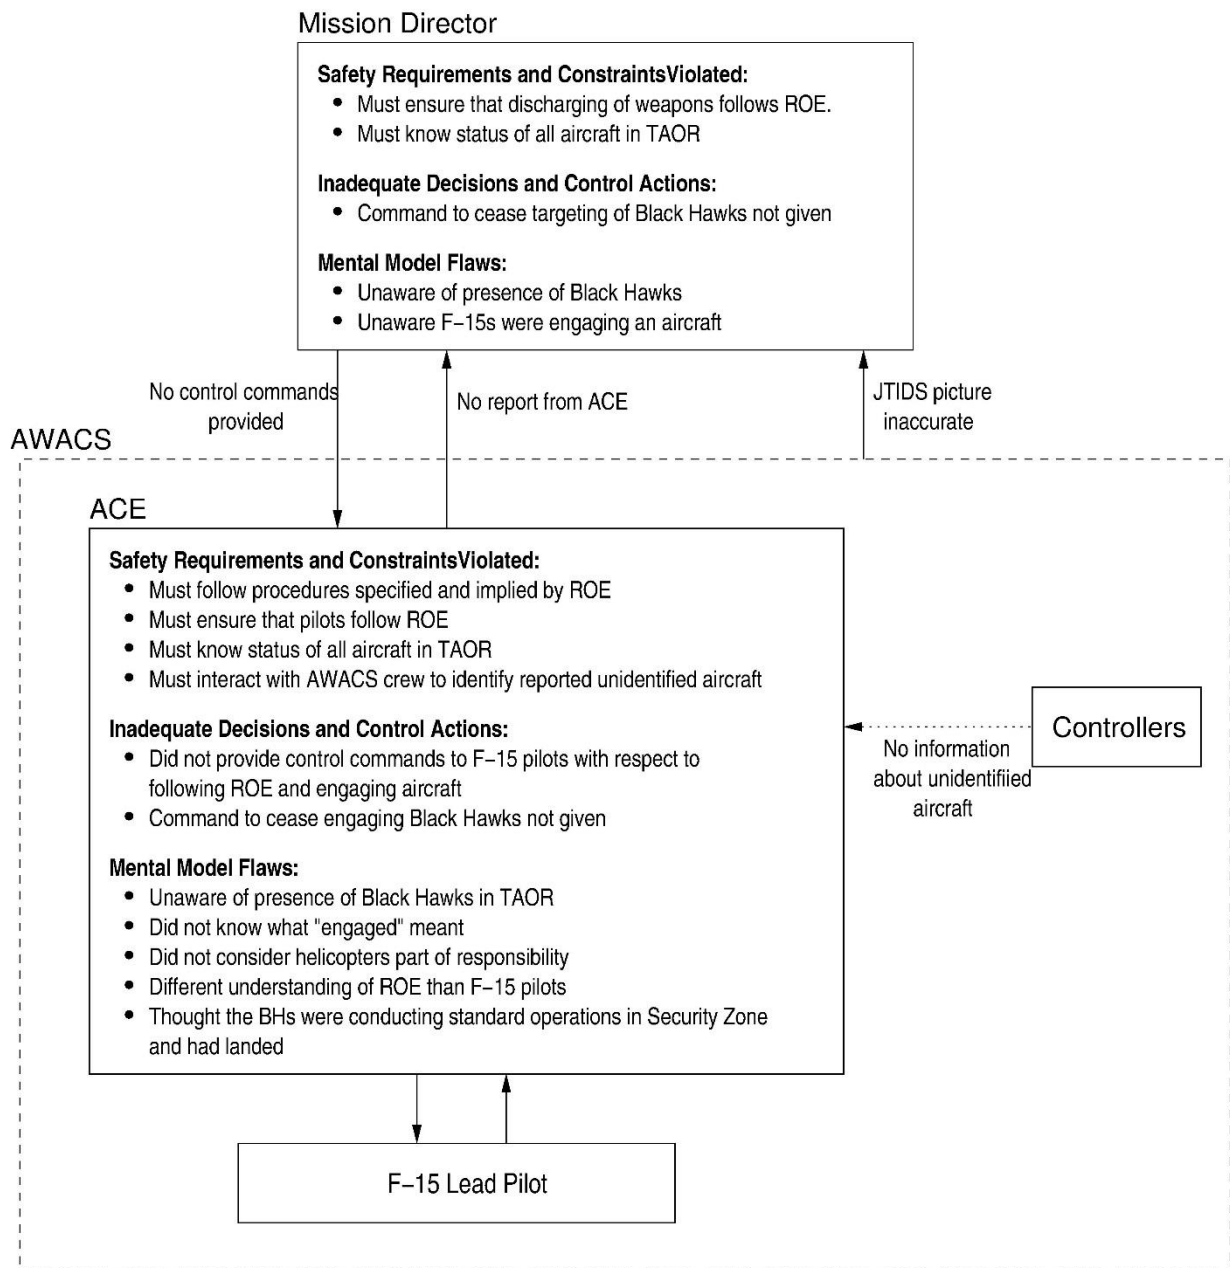 Mission Director
Safety Requirements and ConstraintsViolated:
• Must ensure that discharging of weapons follows ROE.
• Must know status of all aircraft in TAOR
Inadequate Decisions and Control Actions:
• Command to cease targeting of Black Hawks not given
Mental Model Flaws:
• Unaware of presence of Black Hawks
• Unaware F−15s were engaging an aircraft
No control commands
provided
No report from ACE
JTIDS picture
inaccurate
AWACS
ACE
Safety Requirements and ConstraintsViolated:
• Must follow procedures specified and implied by ROE
• Must ensure that pilots follow ROE
• Must know status of all aircraft in TAOR
• Must interact with AWACS crew to identify reported unidentified aircraft
Inadequate Decisions and Control Actions:
• Did not provide control commands to F−15 pilots with respect to
following ROE and engaging aircraft
• Command to cease engaging Black Hawks not given
Mental Model Flaws:
• Unaware of presence of Black Hawks in TAOR
• Did not know what "engaged" meant
• Did not consider helicopters part of responsibility
• Different understanding of ROE than F−15 pilots
• Thought the BHs were conducting standard operations in Security Zone
and had landed
Controllers
No information
about unidentifiied
aircraft
F−15 Lead Pilot